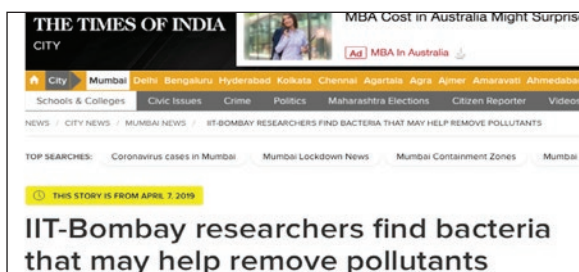 THE TIMES OF INDIA
CITY
MBA Cost in Australia Might Surpris
Ad MBA In Australia
City Mumbai Delhi Bengaluru Hyderabad Kolkata Chennai Agartala Agra Ajmer Amaravati Ahmedaba
Schools & Colleges Civic Issues Crime Politics Maharashtra Elections Citizen Reporter Videos
NEWS / CITY NEWS / MUMBAI NEWS / IIT-BOMBAY RESEARCHERS FIND BACTERIA THAT MAY HELP REMOVE POLLUTANTS
TOP SEARCHES: Coronavirus cases in Mumbai Mumbai Lockdown News Mumbai Containment Zones Mumbai
THIS STORY IS FROM APRIL 7, 2019
IIT-Bombay researchers find bacteria
that may help remove pollutants